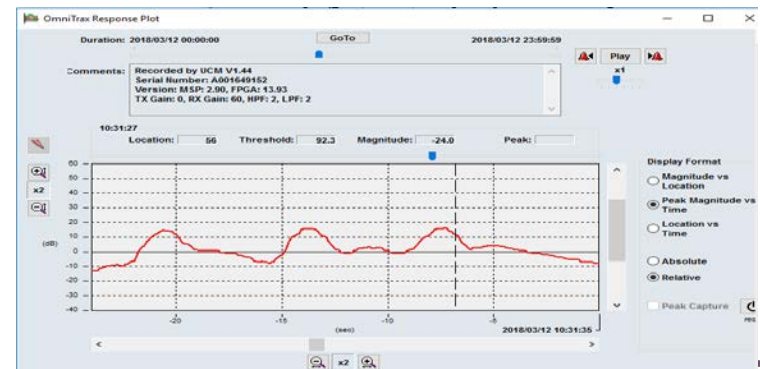 OmniTrax Response Plot
Duration: 2018/03/12 00:00:00 GoTo 2018/03/12 23:59:59
Play
x1
Comments: Recorded by UCM V1.44
Serial Number: A001649152
Version: MSP: 2.90, FPGA: 13.93
TX Gain: 0, RX Gain: 60, HPF: 2, LPF: 2
10:31:27
Location: 56 Threshold: 92.3 Magnitude: -24.0 Peak:
Display Format
Magnitude vs
Location
Peak Magnitude vs
Time
Location vs
Time
Absolute
Relative
Peak Capture
x2
60
50
40
30
20
10
0
-10
-20
-30
-40
(dB)
-20 -15 -10 -5
(sec) 2018/03/12 10:31:35
x2